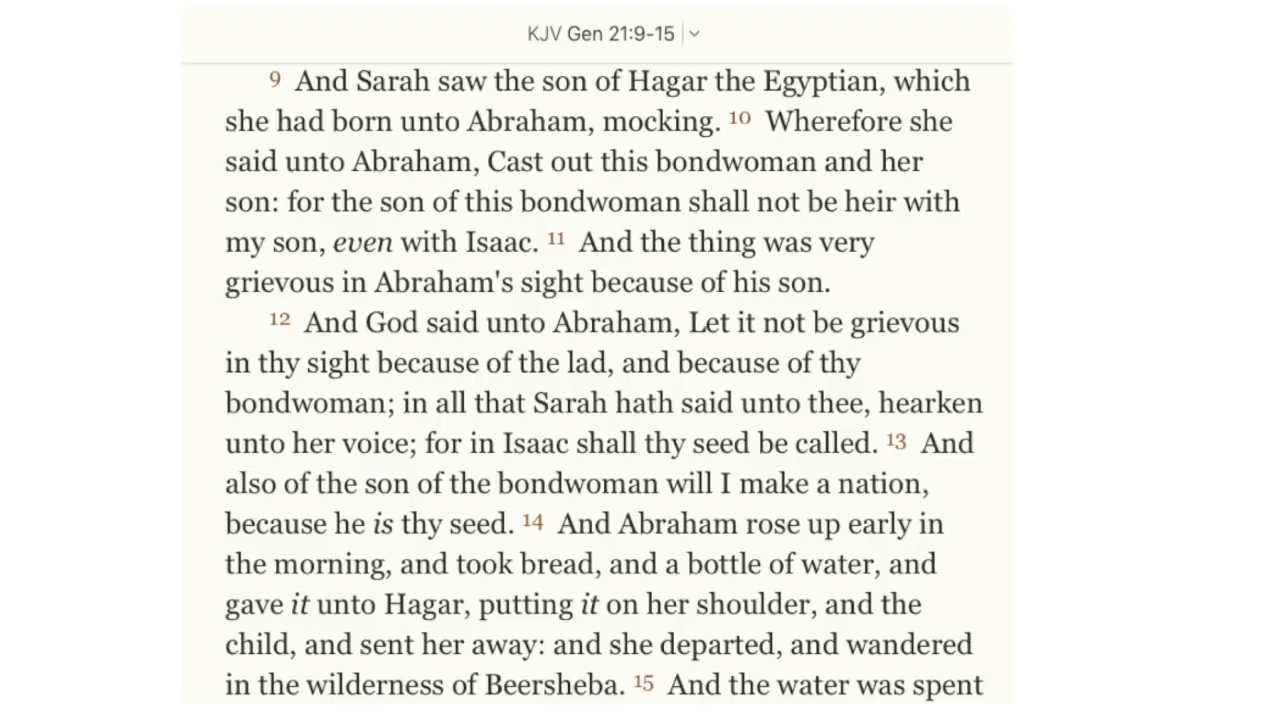 KJV Gen 21:9-15
9 And Sarah saw the son of Hagar the Egyptian, which
she had born unto Abraham, mocking. 10 Wherefore she
said unto Abraham, Cast out this bondwoman and her
son: for the son of this bondwoman shall not be heir with
my son, even with Isaac. 11 And the thing was very
grievous in Abraham's sight because of his son.
12 And God said unto Abraham, Let it not be grievous
in thy sight because of the lad, and because of thy
bondwoman; in all that Sarah hath said unto thee, hearken
unto her voice; for in Isaac shall thy seed be called. 13 And
also of the son of the bondwoman will I make a nation,
because he is thy seed. 14 And Abraham rose up early in
the morning, and took bread, and a bottle of water, and
gave it unto Hagar, putting it on her shoulder, and the
child, and sent her away: and she departed, and wandered
in the wilderness of Beersheba. 15 And the water was spent